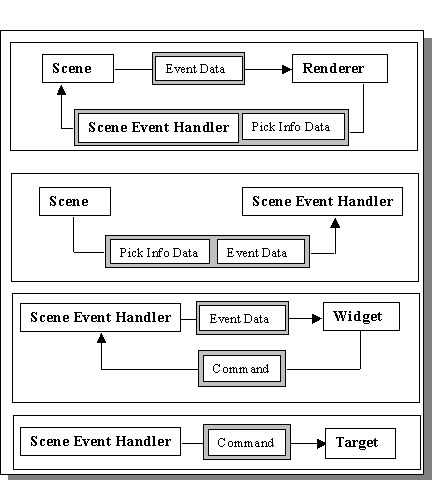 Scene
Event Data
Renderer
Scene Event Handler
Pick Info Data
Scene
Scene Event Handler
Pick Info Data
Event Data
Scene Event Handler
Event Data
Widget
Command
Scene Event Handler
Command
Target